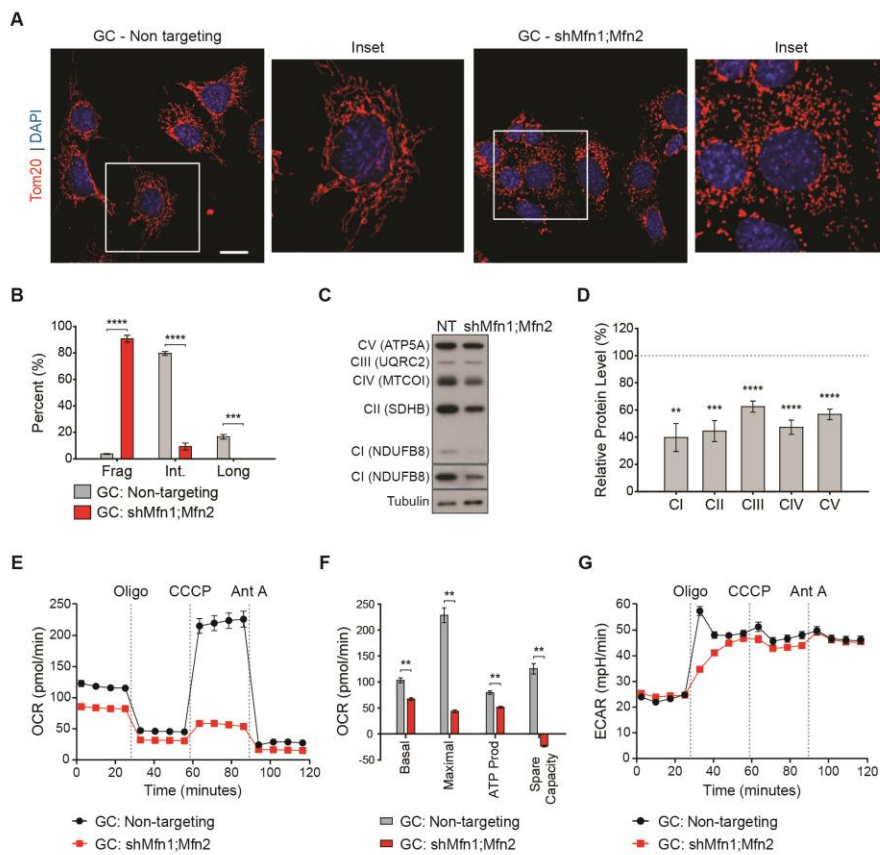 A
GC - Non targeting
Inset
GC - shMfn1;Mfn2
Inset
Tom20 | DAPI
B
Percent (%)
100
80
60
40
20
0
****
****
***
Frag
Int.
Long
GC: Non-targeting
GC: shMfn1;Mfn2
C
NT shMfn1;Mfn2
CV (ATP5A)
CIII (UQRC2)
CIV (MTCOI)
CII (SDHB)
CI (NDUFB8)
CI (NDUFB8)
Tubulin
D
Relative Protein Level (%)
120
100
80
60
40
20
0
**
***
****
****
****
CI
CII
CIII
CIV
CV
E
Oligo
CCCP
Ant A
OCR (pmol/min)
250
200
150
100
50
0
0 20 40 60 80 100 120
Time (minutes)
GC: Non-targeting
GC: shMfn1;Mfn2
F
OCR (pmol/min)
250
200
150
100
50
0
-50
**
**
**
**
Basal
Maximal
ATP Prod
Spare
Capacity
GC: Non-targeting
GC: shMfn1;Mfn2
G
Oligo
CCCP
Ant A
ECAR (mpH/min)
60
50
40
30
20
10
0
0 20 40 60 80 100 120
Time (minutes)
GC: Non-targeting
GC: shMfn1;Mfn2